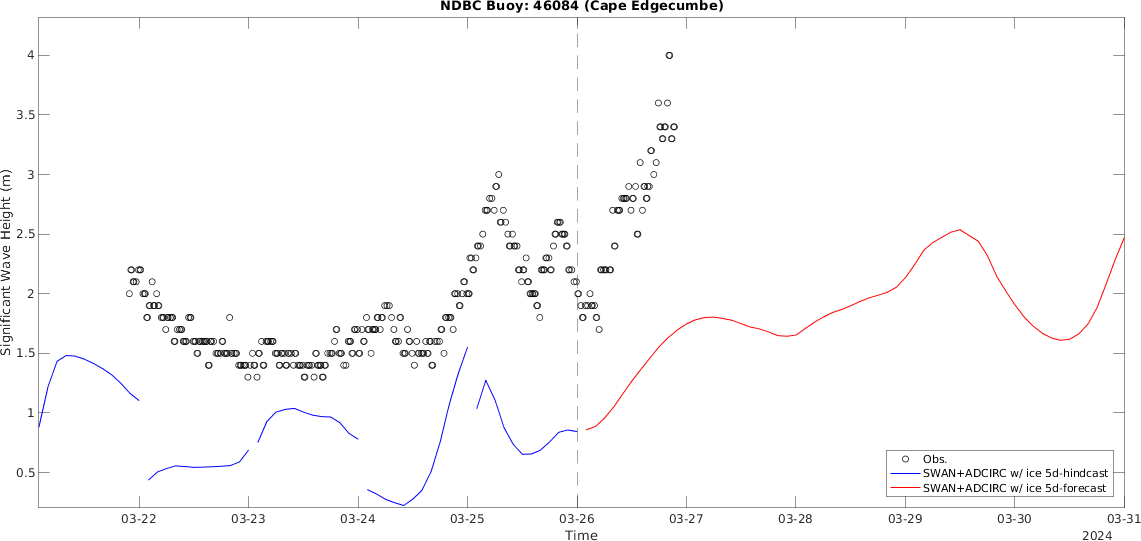 NDBC Buoy: 46084 (Cape Edgecumbe)
Significant Wave Height (m)
4
3.5
3
2.5
2
1.5
1
0.5
Obs.
SWAN+ADCIRC w/ ice 5d-hindcast
SWAN+ADCIRC w/ ice 5d-forecast
03-22 03-23 03-24 03-25 03-26 03-27 03-28 03-29 03-30 03-31
Time
2024